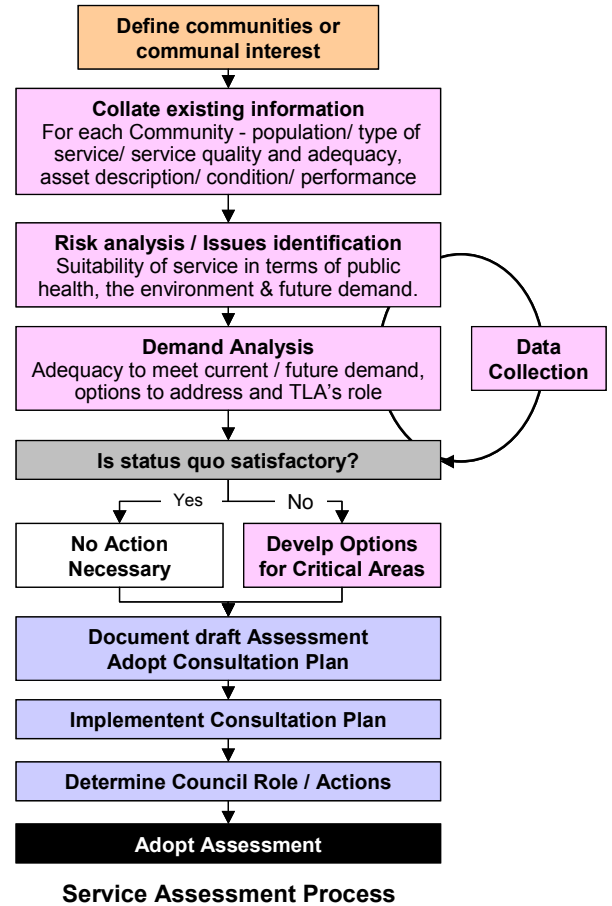 Define communities or
communal interest
Collate existing information
For each Community - population/ type of
service/ service quality and adequacy,
asset description/ condition/ performance
Risk analysis / Issues identification
Suitability of service in terms of public
health, the environment & future demand.
Demand Analysis
Adequacy to meet current / future demand,
options to address and TLA's role
Data
Collection
Is status quo satisfactory?
Yes
No
No Action
Necessary
Develp Options
for Critical Areas
Document draft Assessment
Adopt Consultation Plan
Implementent Consultation Plan
Determine Council Role / Actions
Adopt Assessment
Service Assessment Process